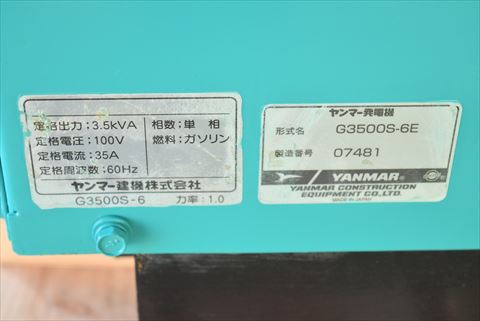 定格出力：3.5kVA
定格電圧：100V
定格電流：35A
定格周波数：60Hz
相数：単 相
燃料：ガソリン
ヤンマー建機株式会社
G3500S-6 力率：1.0
ヤンマー発電機
形式名 G3500S-6E
製造番号 07481
YANMAR
YANMAR CONSTRUCTION
EQUIPMENT CO.,LTD.
MADE IN JAPAN